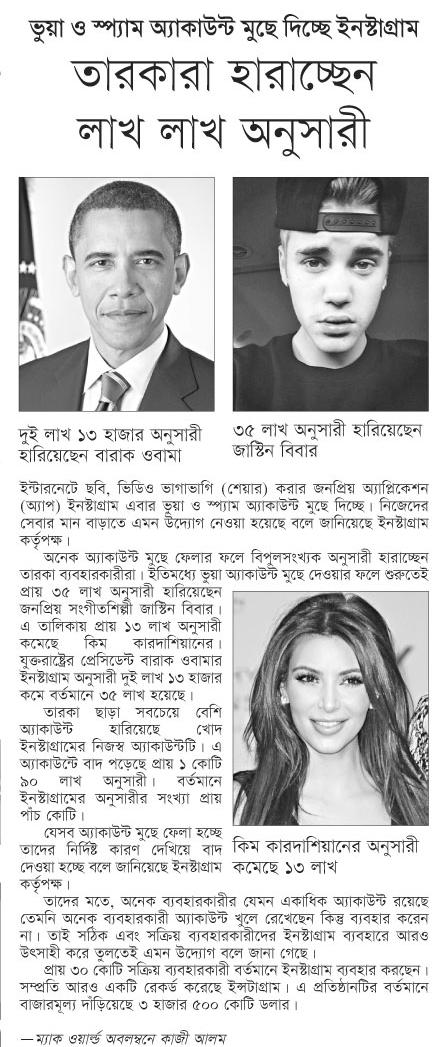 ভুয়া ও স্প্যাম অ্যাকাউন্ট মুছে দিচ্ছে ইনস্টাগ্রাম
তারকারা হারাচ্ছেন
লাখ লাখ অনুসারী
দুই লাখ ১৩ হাজার অনুসারী
হারিয়েছেন বারাক ওবামা
৩৫ লাখ অনুসারী হারিয়েছেন
জাস্টিন বিবার
ইন্টারনেটে ছবি, ভিডিও ভাগাভাগি (শেয়ার) করার জনপ্রিয় অ্যাপ্লিকেশন
(অ্যাপ) ইনস্টাগ্রাম এবার ভুয়া ও স্প্যাম অ্যাকাউন্ট মুছে দিচ্ছে। নিজেদের
সেবার মান বাড়াতে এমন উদ্যোগ নেওয়া হয়েছে বলে জানিয়েছে ইনস্টাগ্রাম
কর্তৃপক্ষ।
অনেক অ্যাকাউন্ট মুছে ফেলার ফলে বিপুলসংখ্যক অনুসারী হারাচ্ছেন
তারকা ব্যবহারকারীরা। ইতিমধ্যে ভুয়া অ্যাকাউন্ট মুছে দেওয়ার ফলে শুরুতেই
প্রায় ৩৫ লাখ অনুসারী হারিয়েছেন
জনপ্রিয় সংগীতশিল্পী জাস্টিন বিবার।
এ তালিকায় প্রায় ১৩ লাখ অনুসারী
কমেছে কিম কারদাশিয়ানের।
যুক্তরাষ্ট্রের প্রেসিডেন্ট বারাক ওবামার
ইনস্টাগ্রাম অনুসারী দুই লাখ ১৩ হাজার
কমে বর্তমানে ৩৫ লাখ হয়েছে।
তারকা ছাড়া সবচেয়ে বেশি
অ্যাকাউন্ট হারিয়েছে খোদ
ইনস্টাগ্রামের নিজস্ব অ্যাকাউন্টটি। এ
অ্যাকাউন্টে বাদ পড়েছে প্রায় ১ কোটি
৯০ লাখ অনুসারী। বর্তমানে
ইনস্টাগ্রামের অনুসারীর সংখ্যা প্রায়
পাঁচ কোটি।
যেসব অ্যাকাউন্ট মুছে ফেলা হচ্ছে
তাদের নির্দিষ্ট কারণ দেখিয়ে বাদ
দেওয়া হচ্ছে বলে জানিয়েছে ইনস্টাগ্রাম
কর্তৃপক্ষ।
কিম কারদাশিয়ানের অনুসারী
কমেছে ১৩ লাখ
তাদের মতে, অনেক ব্যবহারকারীর যেমন একাধিক অ্যাকাউন্ট রয়েছে
তেমনি অনেক ব্যবহারকারী অ্যাকাউন্ট খুলে রেখেছেন কিন্তু ব্যবহার করেন
না। তাই সঠিক এবং সক্রিয় ব্যবহারকারীদের ইনস্টাগ্রাম ব্যবহারে আরও
উৎসাহী করে তুলতেই এমন উদ্যোগ বলে জানা গেছে।
প্রায় ৩০ কোটি সক্রিয় ব্যবহারকারী বর্তমানে ইনস্টাগ্রাম ব্যবহার করছেন।
সম্প্রতি আরও একটি রেকর্ড করেছে ইন্সটাগ্রাম। এ প্রতিষ্ঠানটির বর্তমানে
বাজারমূল্য দাঁড়িয়েছে ৩ হাজার ৫০০ কোটি ডলার।
—ম্যাক ওয়ার্ল্ড অবলম্বনে কাজী আলম